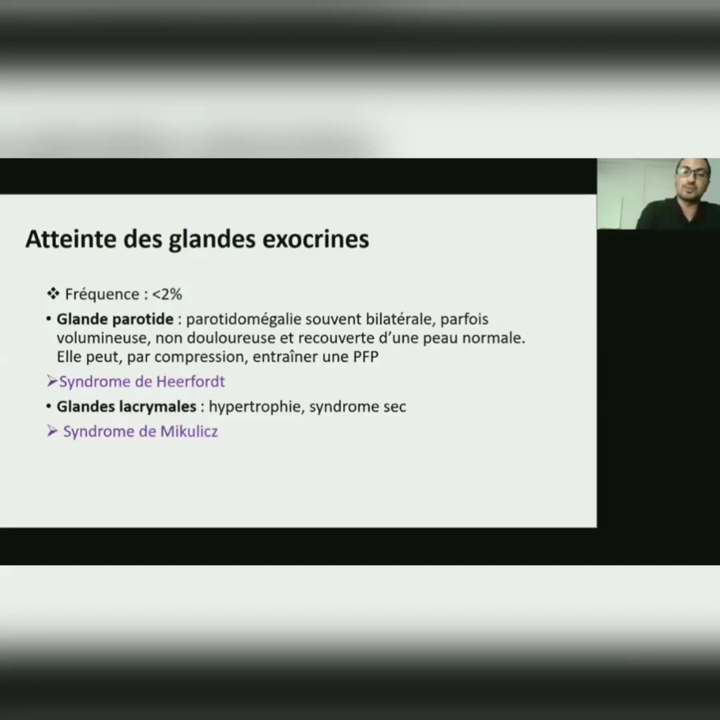 Atteinte des glandes exocrines
❖ Fréquence : <2%
• Glande parotide : parotidomégalie souvent bilatérale, parfois
volumineuse, non douloureuse et recouverte d’une peau normale.
Elle peut, par compression, entraîner une PFP
➢Syndrome de Heerfordt
• Glandes lacrymales : hypertrophie, syndrome sec
➢ Syndrome de Mikulicz